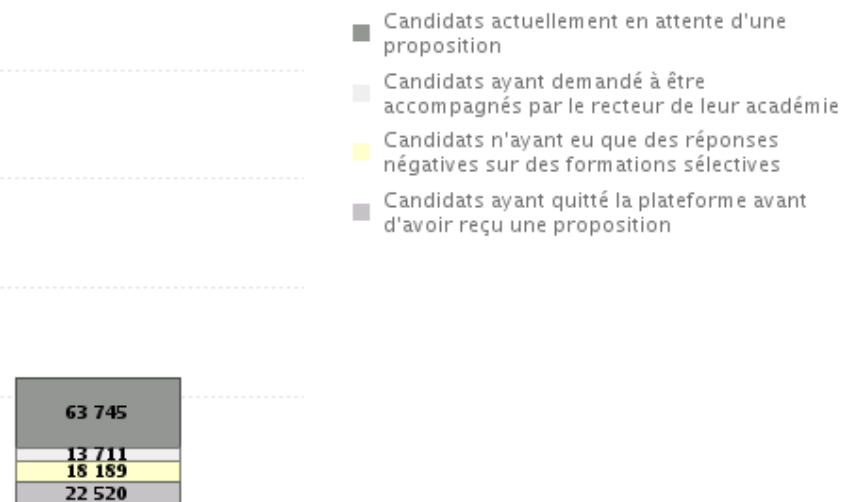 Candidats actuellement en attente d'une
proposition
Candidats ayant demandé à être
accompagnés par le recteur de leur académie
Candidats n'ayant eu que des réponses
négatives sur des formations sélectives
Candidats ayant quitté la plateforme avant
d'avoir reçu une proposition
63 745
13 711
18 189
22 520